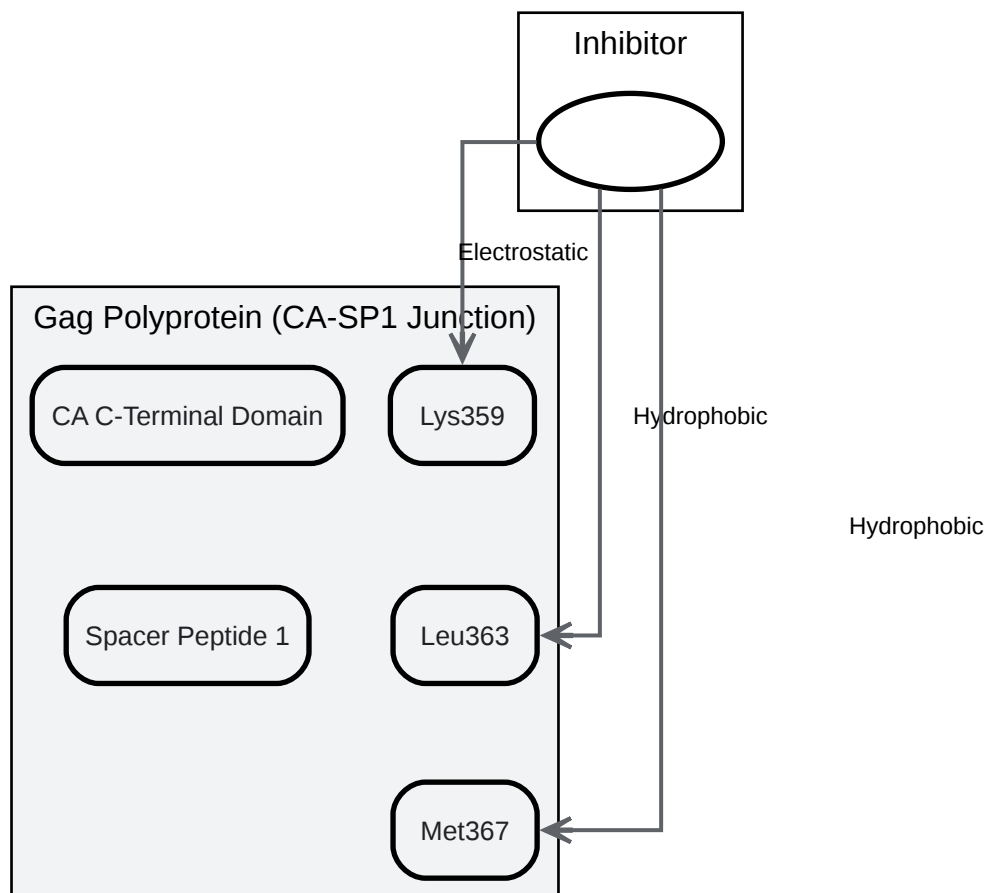 Inhibitor
Electrostatic
Gag Polyprotein (CA-SP1 Junction)
CA C-Terminal Domain
Lys359
Hydrophobic
Hydrophobic
Spacer Peptide 1
Leu363
Met367